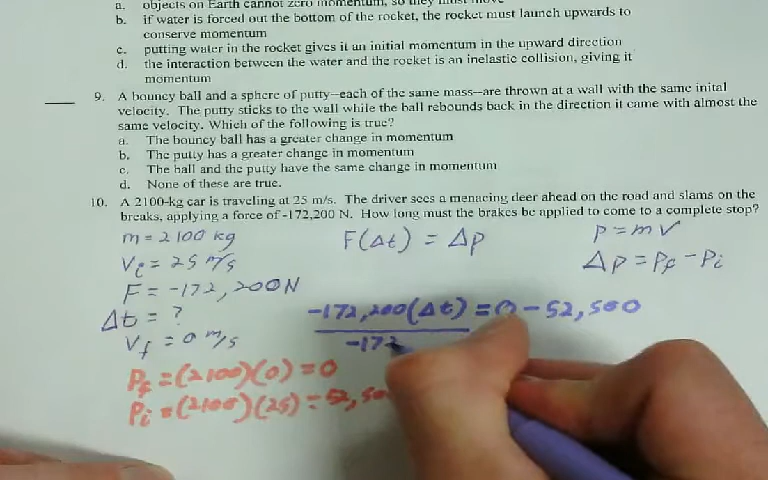 a. objects on Earth cannot zero momentum, so they must move
b. if water is forced out the bottom of the rocket, the rocket must launch upwards to
conserve momentum
c. putting water in the rocket gives it an initial momentum in the upward direction
d. the interaction between the water and the rocket is an inelastic collision, giving it
momentum
9. A bouncy ball and a sphere of putty—each of the same mass—are thrown at a wall with the same inital
velocity. The putty sticks to the wall while the ball rebounds back in the direction it came with almost the
same velocity. Which of the following is true?
a. The bouncy ball has a greater change in momentum
b. The putty has a greater change in momentum
c. The ball and the putty have the same change in momentum
d. None of these are true.
10. A 2100-kg car is traveling at 25 m/s. The driver sees a menacing deer ahead on the road and slams on the
breaks, applying a force of -172,200 N. How long must the brakes be applied to come to a complete stop?
m = 2100 kg
F(Δt) = Δp
p = mv
Vi = 25 m/s
Δp = Pf - Pi
F = -172,200N
Δt = ?
-172,200(Δt) = 0 - 52,500
Vf = 0 m/s
-172
Pf = (2100)(0) = 0
Pi = (2100)(25) = 52,50